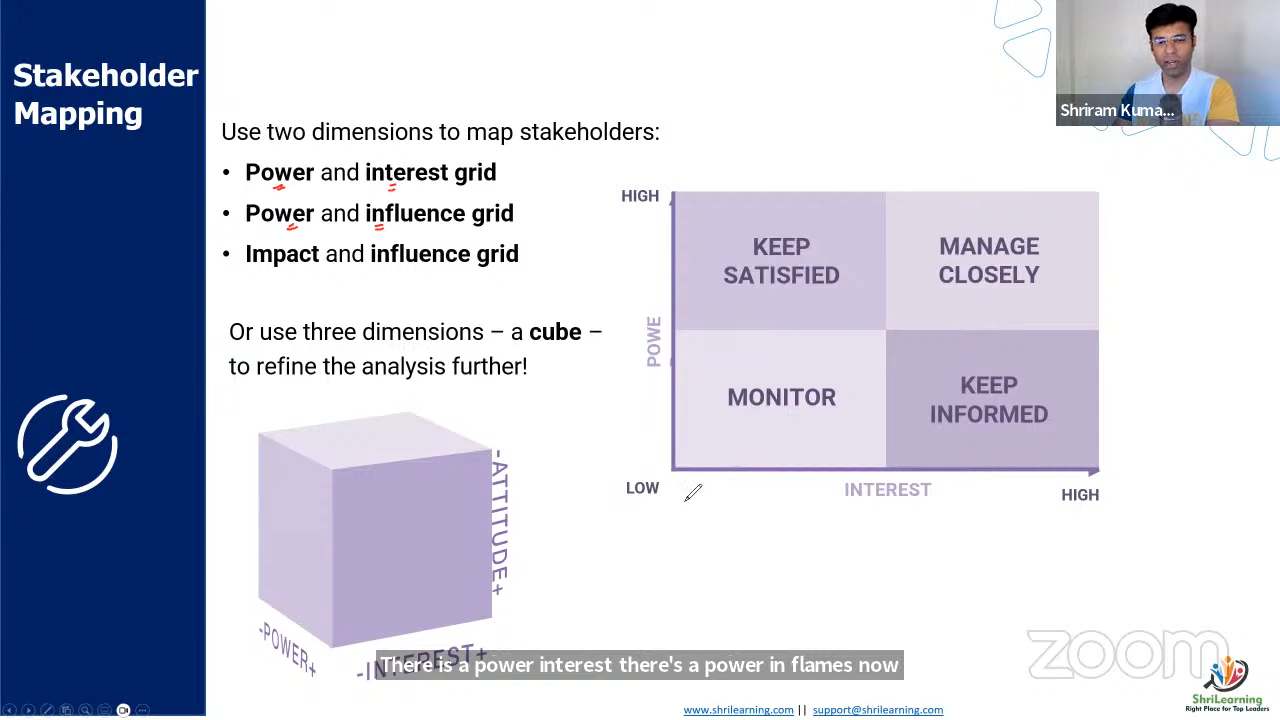 Stakeholder
Mapping
Shriram Kuma...
Use two dimensions to map stakeholders:
• Power and interest grid
• Power and influence grid
• Impact and influence grid
Or use three dimensions – a cube –
to refine the analysis further!
HIGH
KEEP
SATISFIED
MANAGE
CLOSELY
POWE
MONITOR
KEEP
INFORMED
LOW
INTEREST
HIGH
-ATTITUDE+
-POWER+
-INTEREST+
There is a power interest there's a power in flames now
zoom
ShriLearning
Right Place for Top Leaders
www.shrilearning.com || support@shrilearning.com